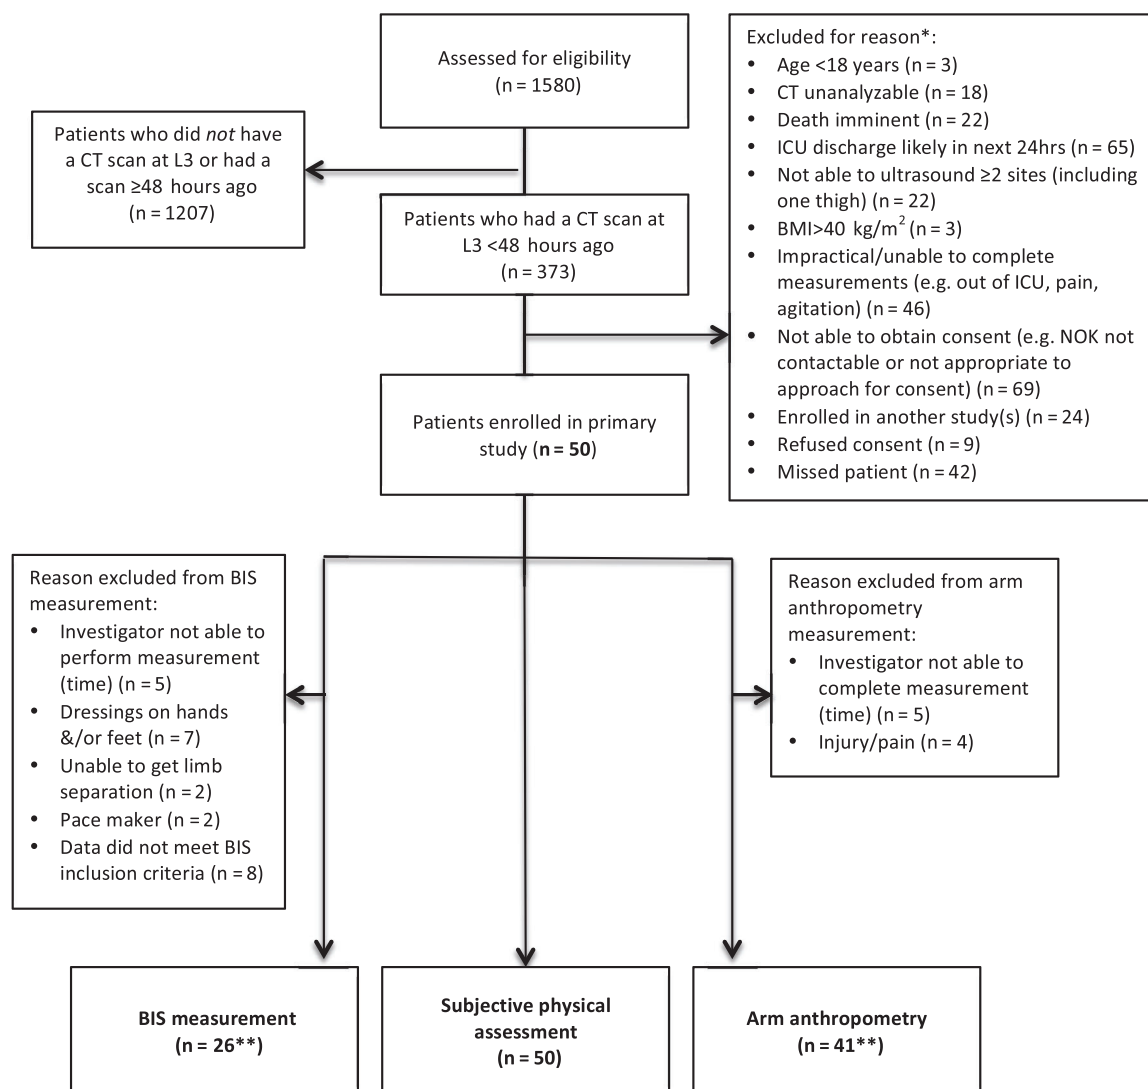 Assessed for eligibility
(n = 1580)
Patients who did not have
a CT scan at L3 or had a
scan ≥48 hours ago
(n = 1207)
Patients who had a CT scan at
L3 <48 hours ago
(n = 373)
Excluded for reason*:
• Age <18 years (n = 3)
• CT unanalyzable (n = 18)
• Death imminent (n = 22)
• ICU discharge likely in next 24hrs (n = 65)
• Not able to ultrasound ≥2 sites (including
one thigh) (n = 22)
• BMI>40 kg/m² (n = 3)
• Impractical/unable to complete
measurements (e.g. out of ICU, pain,
agitation) (n = 46)
• Not able to obtain consent (e.g. NOK not
contactable or not appropriate to
approach for consent) (n = 69)
• Enrolled in another study(s) (n = 24)
• Refused consent (n = 9)
• Missed patient (n = 42)
Patients enrolled in primary
study (n = 50)
Reason excluded from BIS
measurement:
• Investigator not able to
perform measurement
(time) (n = 5)
• Dressings on hands
&/or feet (n = 7)
• Unable to get limb
separation (n = 2)
• Pace maker (n = 2)
• Data did not meet BIS
inclusion criteria (n = 8)
Reason excluded from arm
anthropometry
measurement:
• Investigator not able to
complete measurement
(time) (n = 5)
• Injury/pain (n = 4)
BIS measurement
(n = 26**)
Subjective physical
assessment
(n = 50)
Arm anthropometry
(n = 41**)